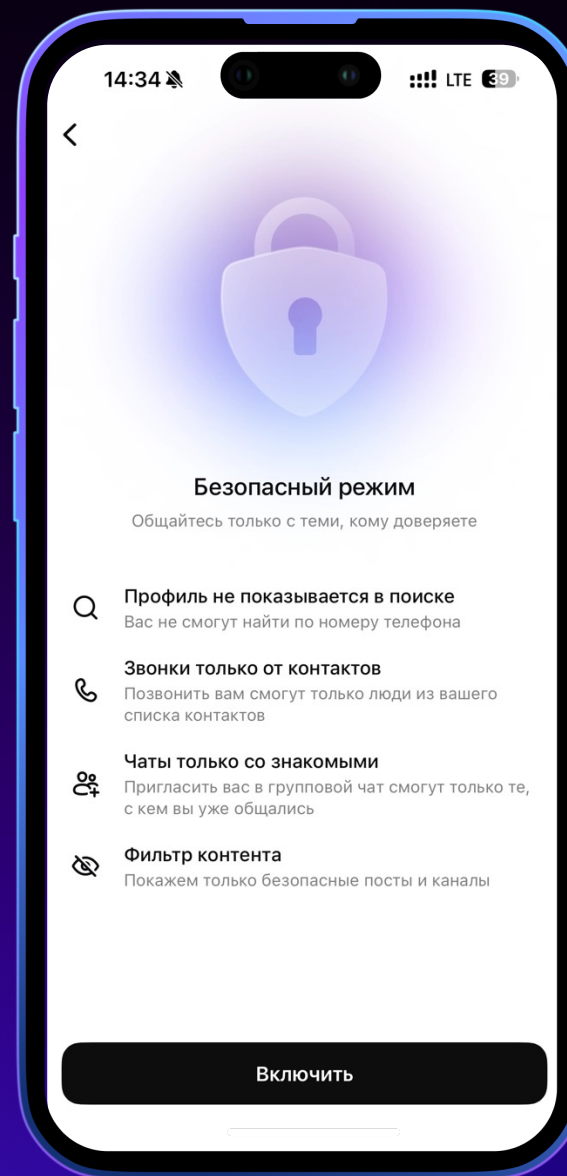 14:34
LTE 39
Безопасный режим
Общайтесь только с теми, кому доверяете
Профиль не показывается в поиске
Вас не смогут найти по номеру телефона
Звонки только от контактов
Позвонить вам смогут только люди из вашего
списка контактов
Чаты только со знакомыми
Пригласить вас в групповой чат смогут только те,
с кем вы уже общались
Фильтр контента
Покажем только безопасные посты и каналы
Включить